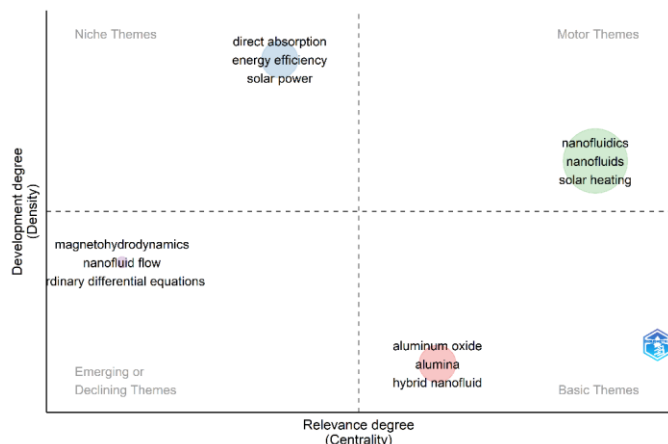 Niche Themes
Motor Themes
direct absorption
energy efficiency
solar power
nanofluidics
nanofluids
solar heating
Development degree
(Density)
magnetohydrodynamics
nanofluid flow
rdinary differential equations
aluminum oxide
alumina
hybrid nanofluid
Emerging or
Declining Themes
Basic Themes
Relevance degree
(Centrality)